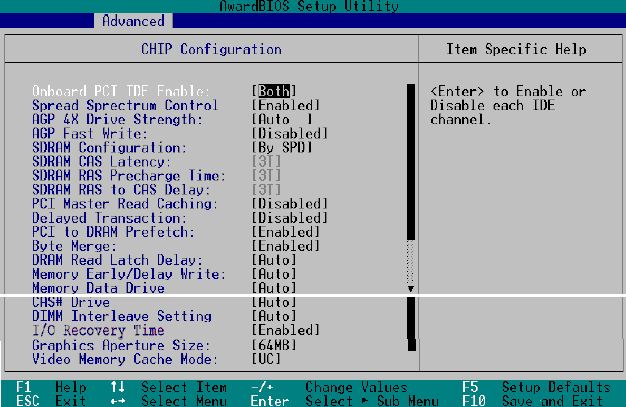 AwardBIOS Setup Utility
Advanced
CHIP Configuration
Item Specific Help
Onboard PCI IDE Enable: [Both]
Spread Sprectrum Control [Enabled]
AGP 4X Drive Strength: [Auto ]
AGP Fast Write: [Disabled]
SDRAM Configuration: [By SPD]
SDRAM CAS Latency: [3T]
SDRAM RAS Precharge Time: [3T]
SDRAM RAS to CAS Delay: [3T]
PCI Master Read Caching: [Disabled]
Delayed Transaction: [Disabled]
PCI to DRAM Prefetch: [Enabled]
Byte Merge: [Enabled]
DRAM Read Latch Delay: [Auto]
Memory Early/Delay Write: [Auto]
Memory Data Drive [Auto]
CAS# Drive [Auto]
DIMM Interleave Setting [Auto]
I/O Recovery Time [Enabled]
Graphics Aperture Size: [64MB]
Video Memory Cache Mode: [UC]
<Enter> to Enable or
Disable each IDE
channel.
F1 Help ↑↓ Select Item -/+ Change Values F5 Setup Defaults
ESC Exit ←→ Select Menu Enter Select ► Sub Menu F10 Save and Exit